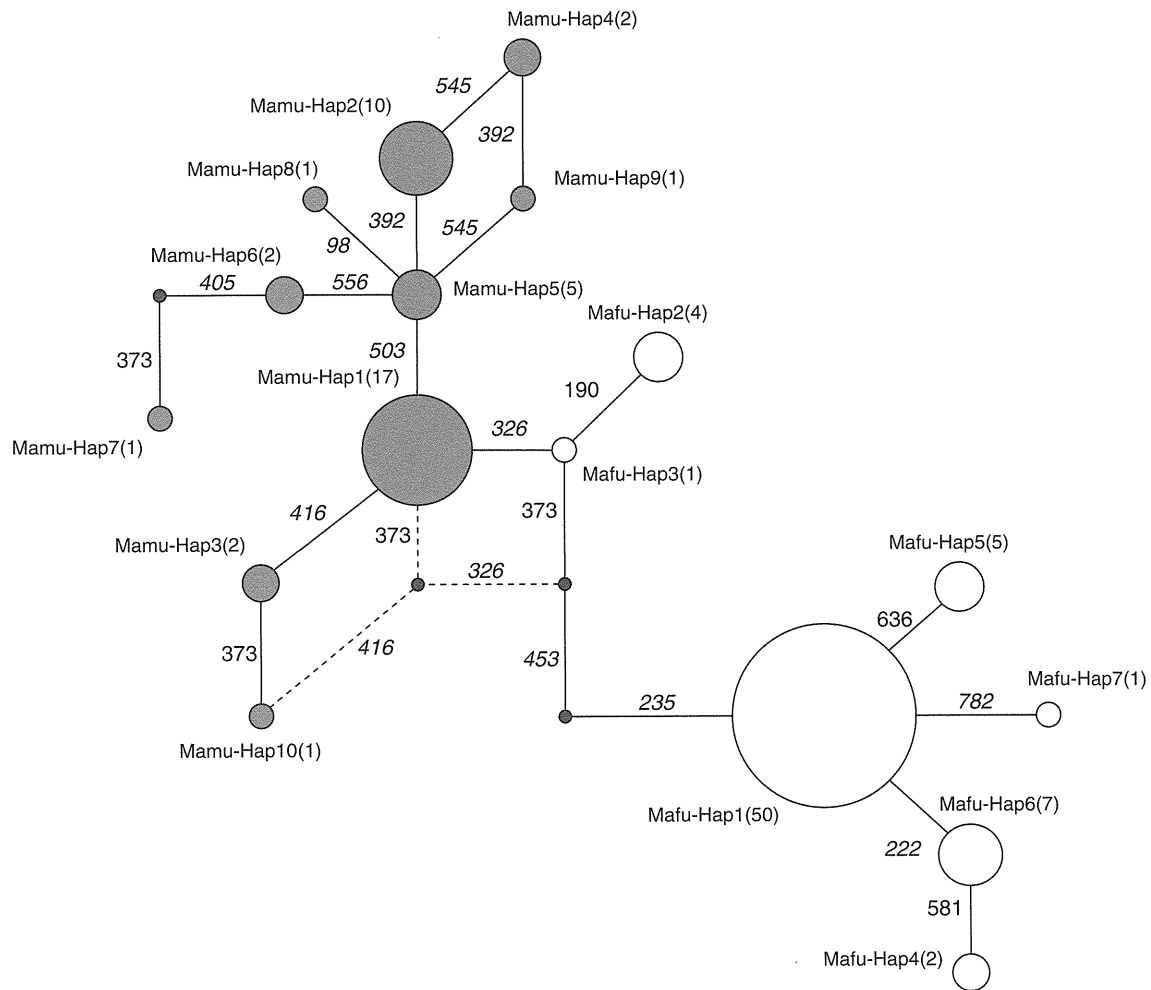 Mamu-Hap4(2)
545
Mamu-Hap2(10)
392
Mamu-Hap8(1)
Mamu-Hap9(1)
392
545
98
Mamu-Hap6(2)
405
556
Mamu-Hap5(5)
Mafu-Hap2(4)
503
373
Mamu-Hap1(17)
190
326
Mamu-Hap7(1)
Mafu-Hap3(1)
416
373
373
Mamu-Hap3(2)
Mafu-Hap5(5)
326
636
373
416
453
Mafu-Hap7(1)
235
782
Mamu-Hap10(1)
Mafu-Hap6(7)
Mafu-Hap1(50)
222
581
Mafu-Hap4(2)